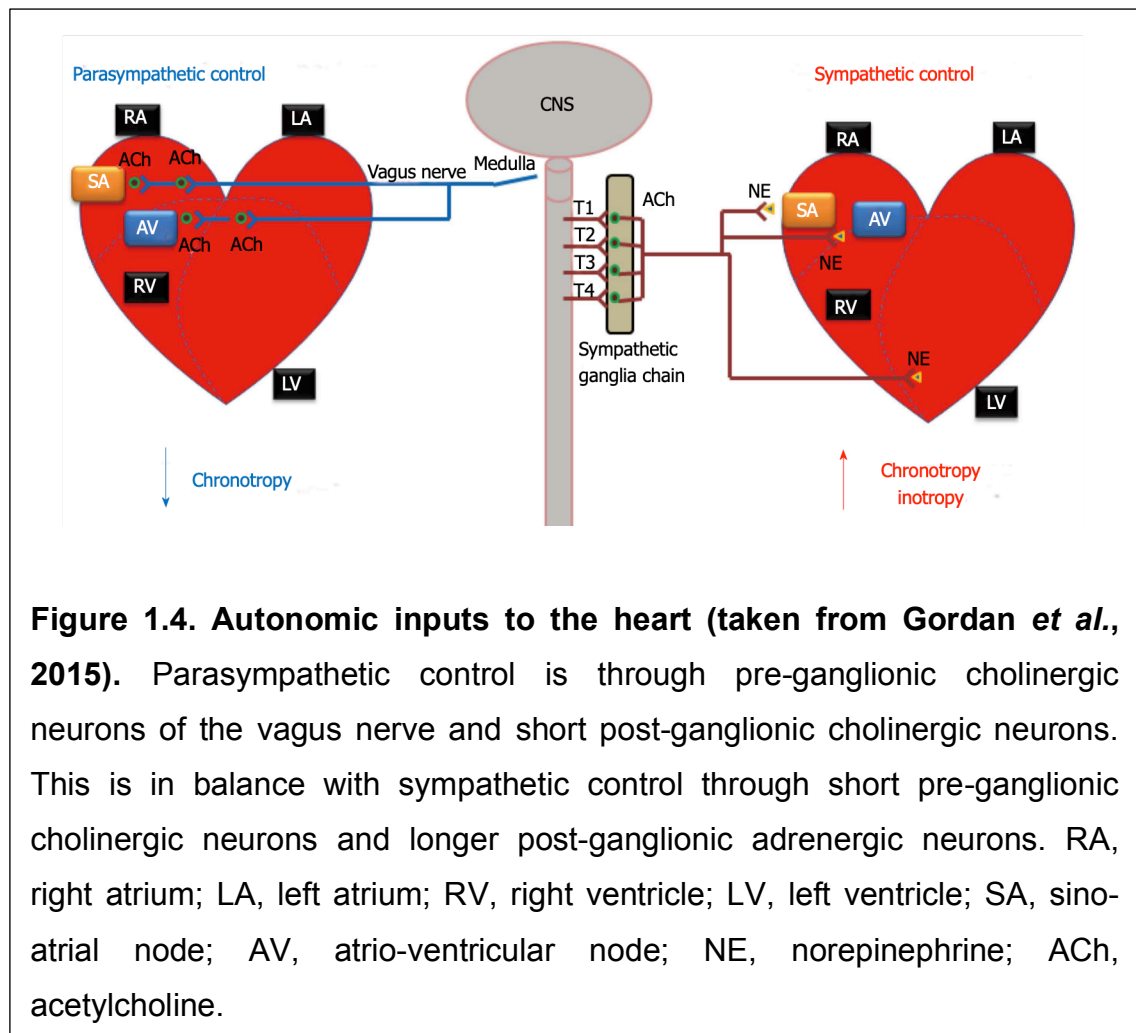 Parasympathetic control
Sympathetic control
CNS
RA
LA
ACh
ACh
SA
Vagus nerve
Medulla
AV
ACh
ACh
RV
LV
Chronotropy
T1
T2
T3
T4
ACh
Sympathetic
ganglia chain
RA
LA
NE
SA
AV
NE
RV
NE
LV
Chronotropy
inotropy
Figure 1.4. Autonomic inputs to the heart (taken from Gordan et al.,
2015). Parasympathetic control is through pre-ganglionic cholinergic
neurons of the vagus nerve and short post-ganglionic cholinergic neurons.
This is in balance with sympathetic control through short pre-ganglionic
cholinergic neurons and longer post-ganglionic adrenergic neurons. RA,
right atrium; LA, left atrium; RV, right ventricle; LV, left ventricle; SA, sino-
atrial node; AV, atrio-ventricular node; NE, norepinephrine; ACh,
acetylcholine.